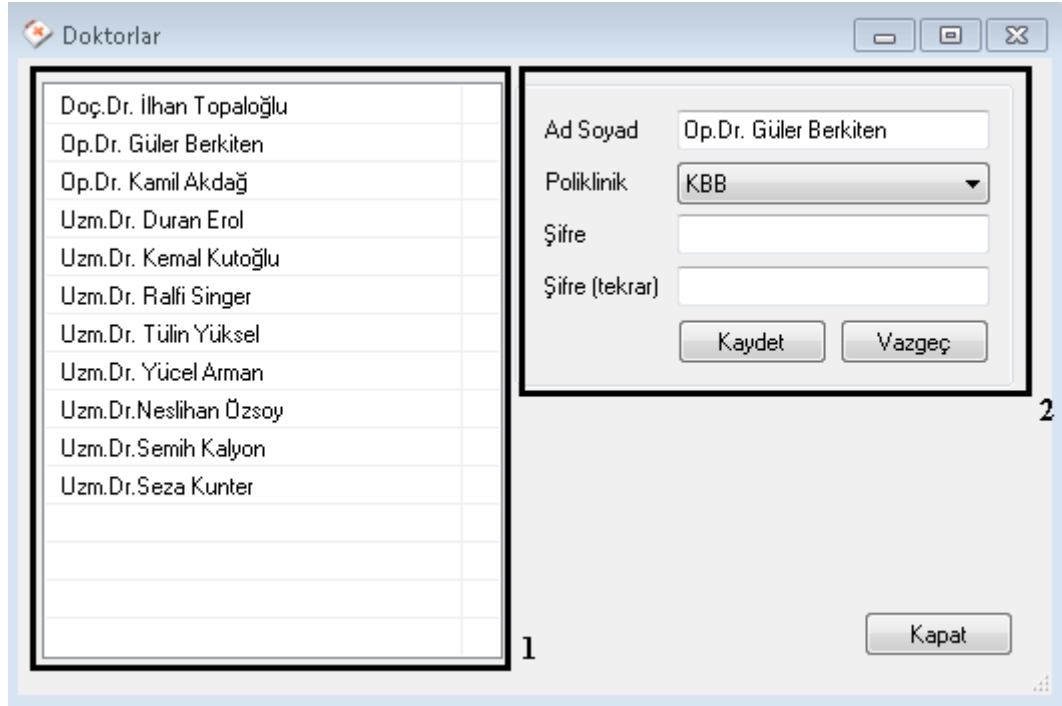 Doktorlar
Doç.Dr. İlhan Topaloğlu
Op.Dr. Güler Berkiten
Op.Dr. Kamil Akdağ
Uzm.Dr. Duran Erol
Uzm.Dr. Kemal Kutoğlu
Uzm.Dr. Ralfi Singer
Uzm.Dr. Tülin Yüksel
Uzm.Dr. Yücel Arman
Uzm.Dr.Neslihan Özsoy
Uzm.Dr.Semih Kalyon
Uzm.Dr.Seza Kunter
1
Ad Soyad Op.Dr. Güler Berkiten
Poliklinik KBB
Şifre
Şifre (tekrar)
Kaydet Vazgeç
2
Kapat